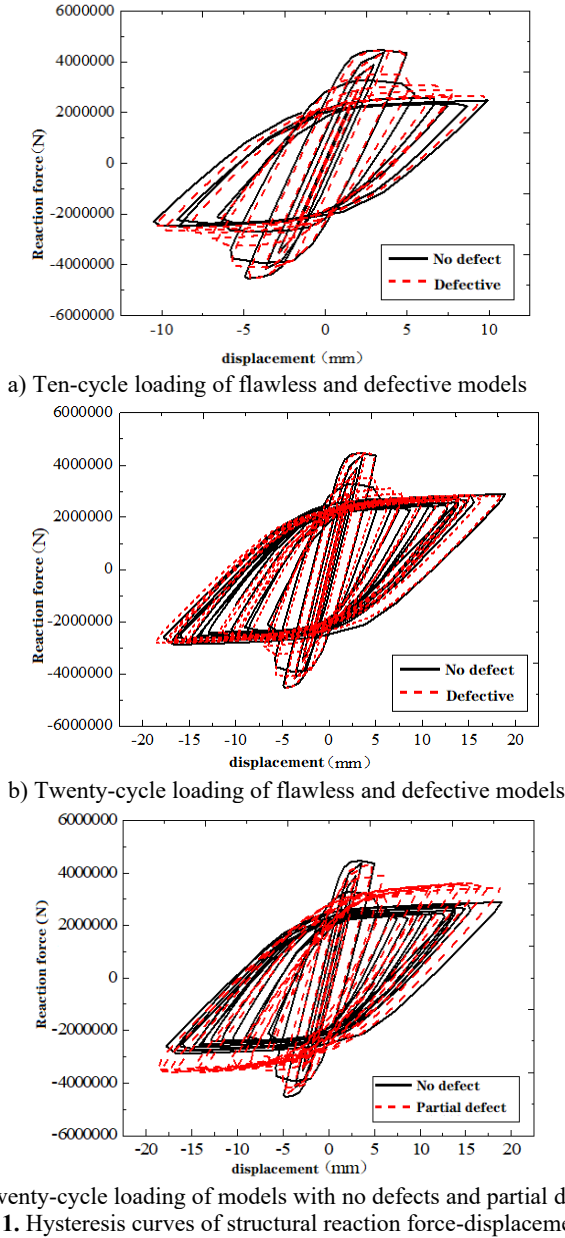 6000000
4000000
2000000
0
-2000000
-4000000
-6000000
Reaction force(N)
-10 -5 0 5 10
displacement (mm)
No defect
Defective
a) Ten-cycle loading of flawless and defective models
6000000
4000000
2000000
0
-2000000
-4000000
-6000000
Reaction force(N)
-20 -15 -10 -5 0 5 10 15 20
displacement(mm)
No defect
Defective
b) Twenty-cycle loading of flawless and defective models
6000000
4000000
2000000
0
-2000000
-4000000
-6000000
Reaction force (N)
-20 -15 -10 -5 0 5 10 15 20
displacement(mm)
No defect
Partial defect
loading of models with no defects and partial
1. Hysteresis curves of structural reaction